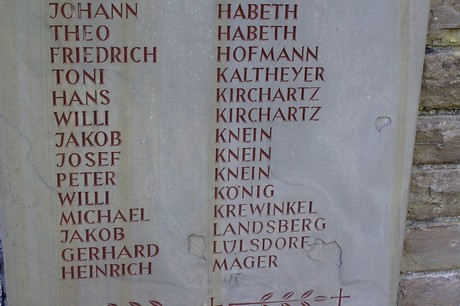 JOHANN HABETH
THEO HABETH
FRIEDRICH HOFMANN
TONI KALTHEYER
HANS KIRCHARTZ
WILLI KIRCHARTZ
JAKOB KNEIN
JOSEF KNEIN
PETER KNEIN
WILLI KÖNIG
MICHAEL KREWINKEL
JAKOB LANDSBERG
GERHARD LÜLSDORF
HEINRICH MAGER